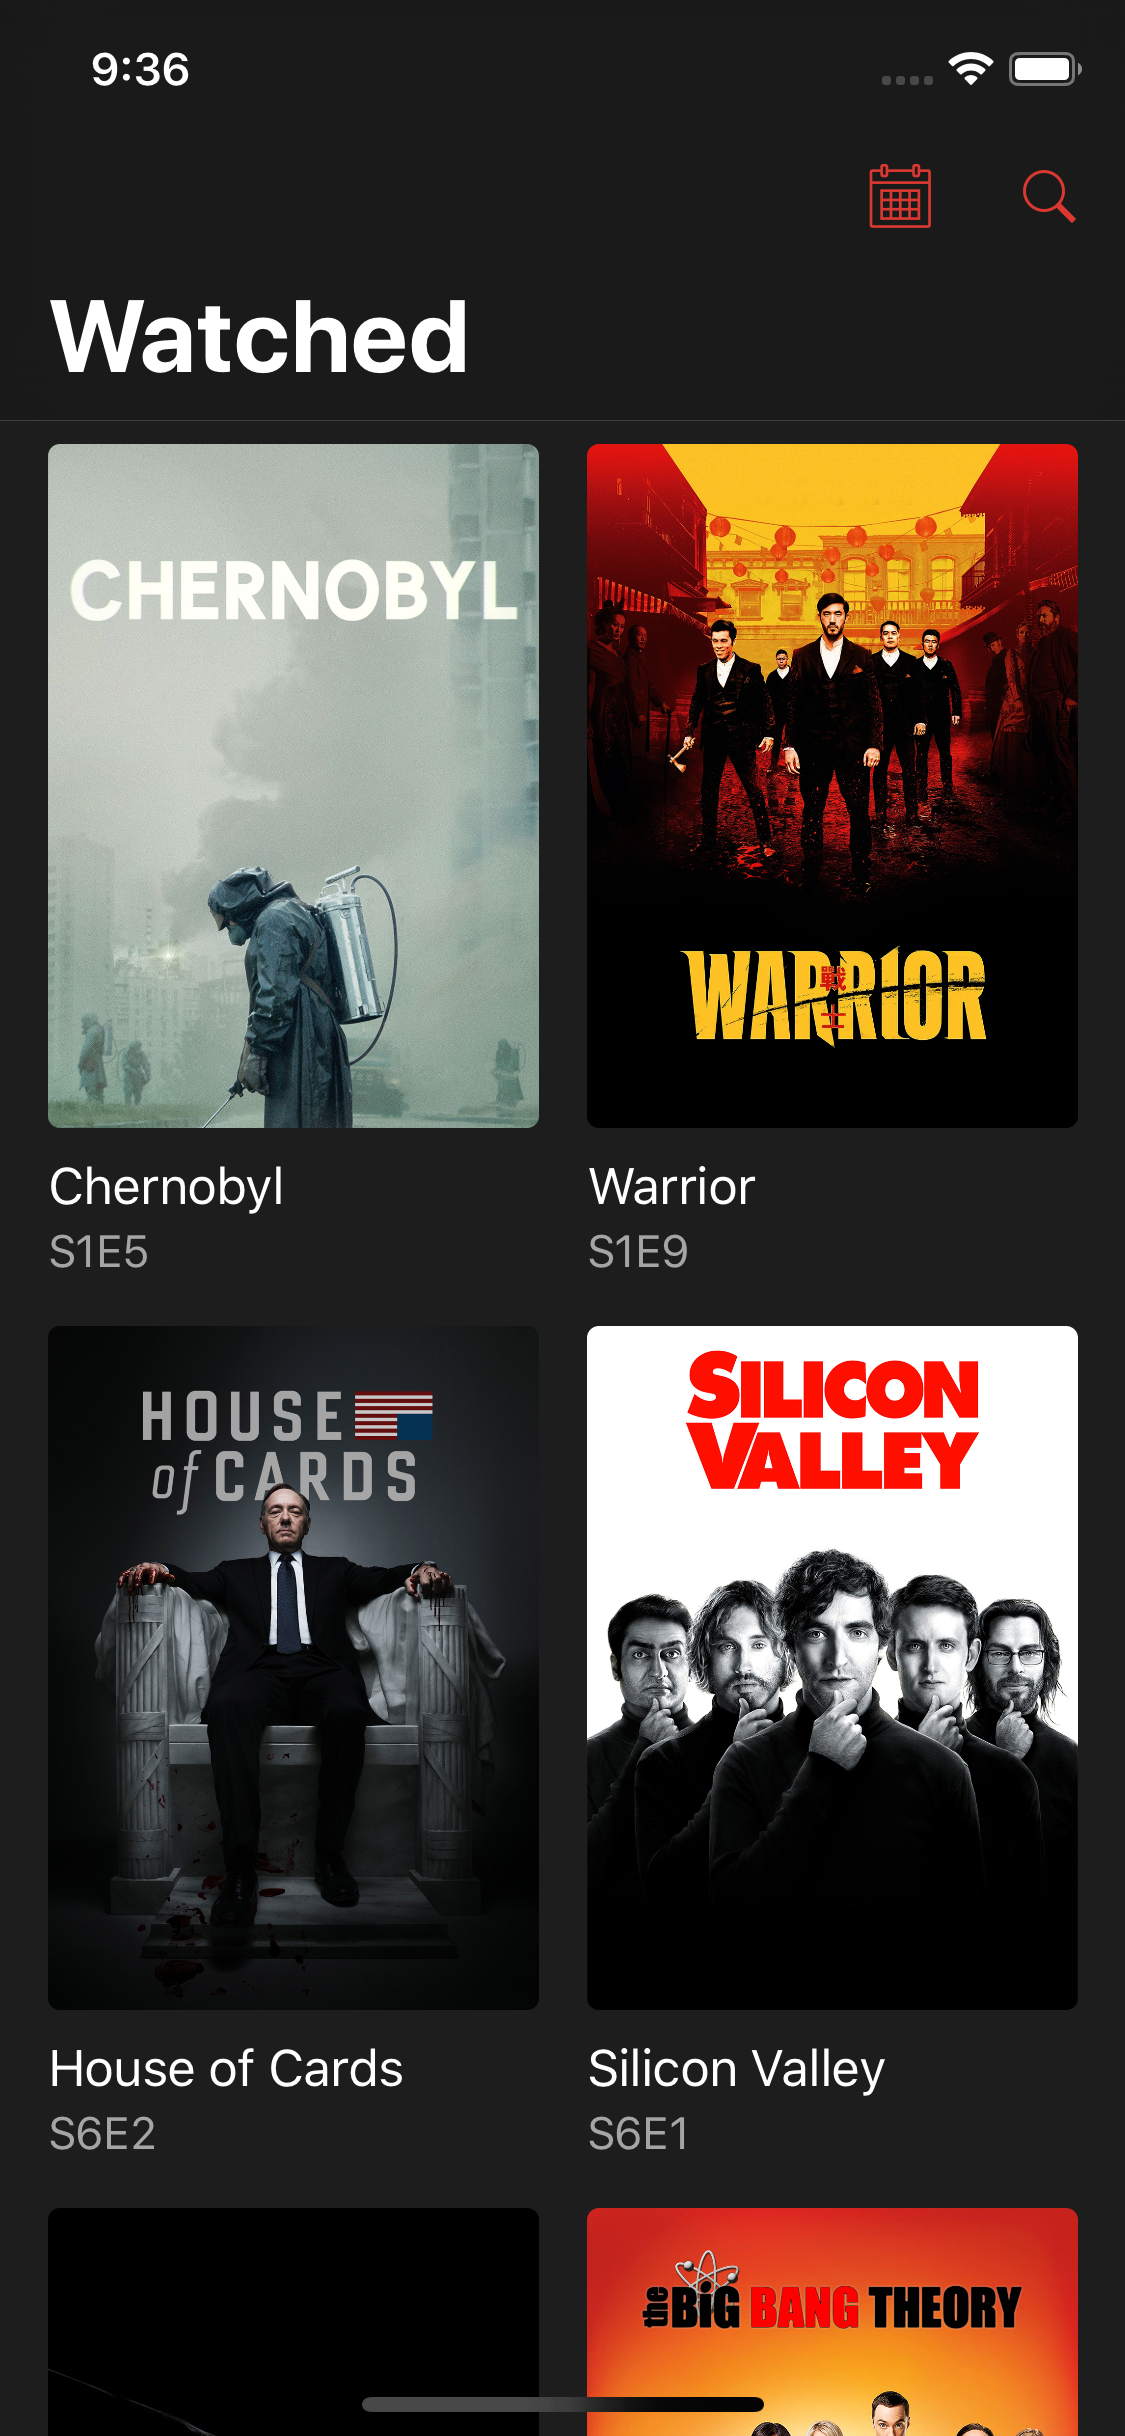 9:36
Watched
CHERNOBYL
WARRIOR
戰
士
Chernobyl
Warrior
S1E5
S1E9
HOUSE
of CARDS
SILICON
VALLEY
House of Cards
Silicon Valley
S6E2
S6E1
the BIG BANG THEORY